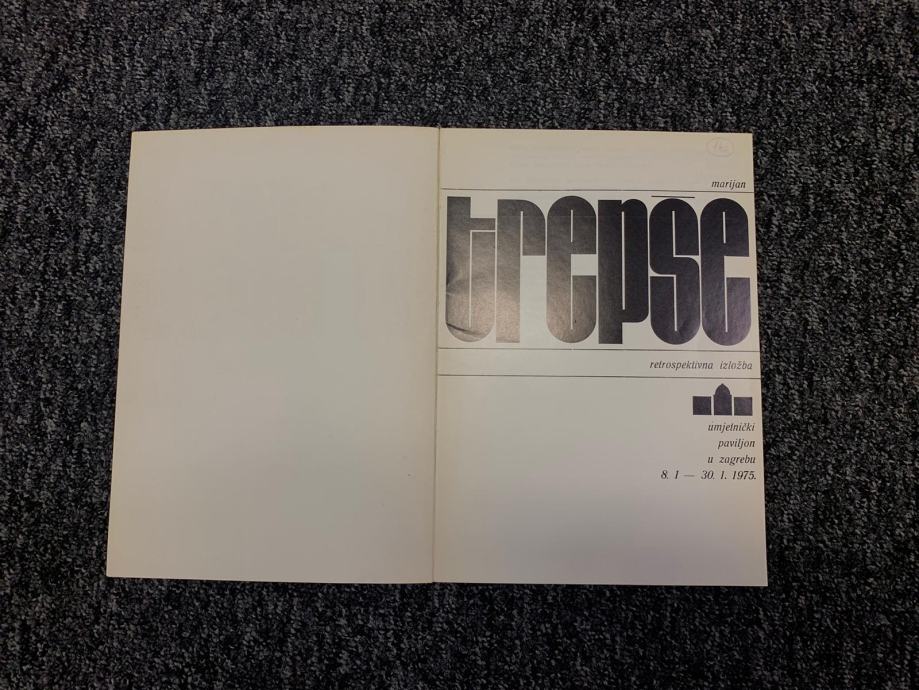 marijan
trepše
retrospektivna izložba
umjetnički
paviljon
u zagrebu
8. 1 — 30. 1. 1975.